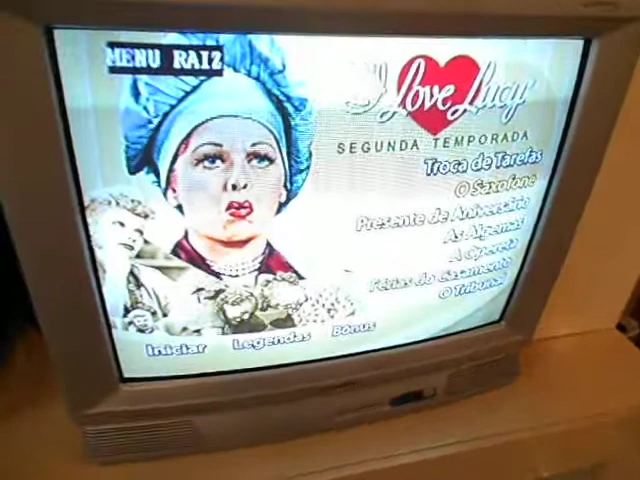 MENU RAIZ
I Love Lucy
SEGUNDA TEMPORADA
Troca de Tarefas
O Saxofone
Presente de Aniversário
As Algemas
A Opereta
Férias do Casamento
O Tribunal
Iniciar Legendas Bônus